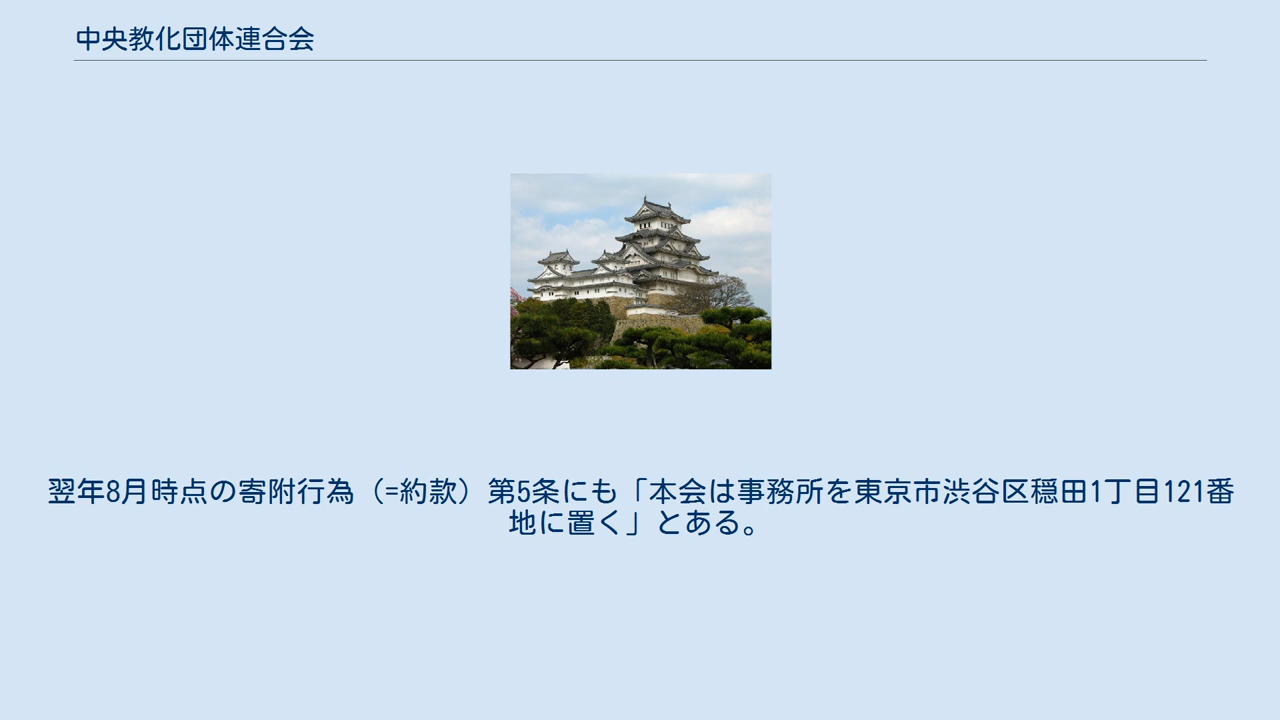 中央教化団体連合会
翌年8月時点の寄附行為（=約款）第5条にも「本会は事務所を東京市渋谷区穏田1丁目121番
地に置く」とある。